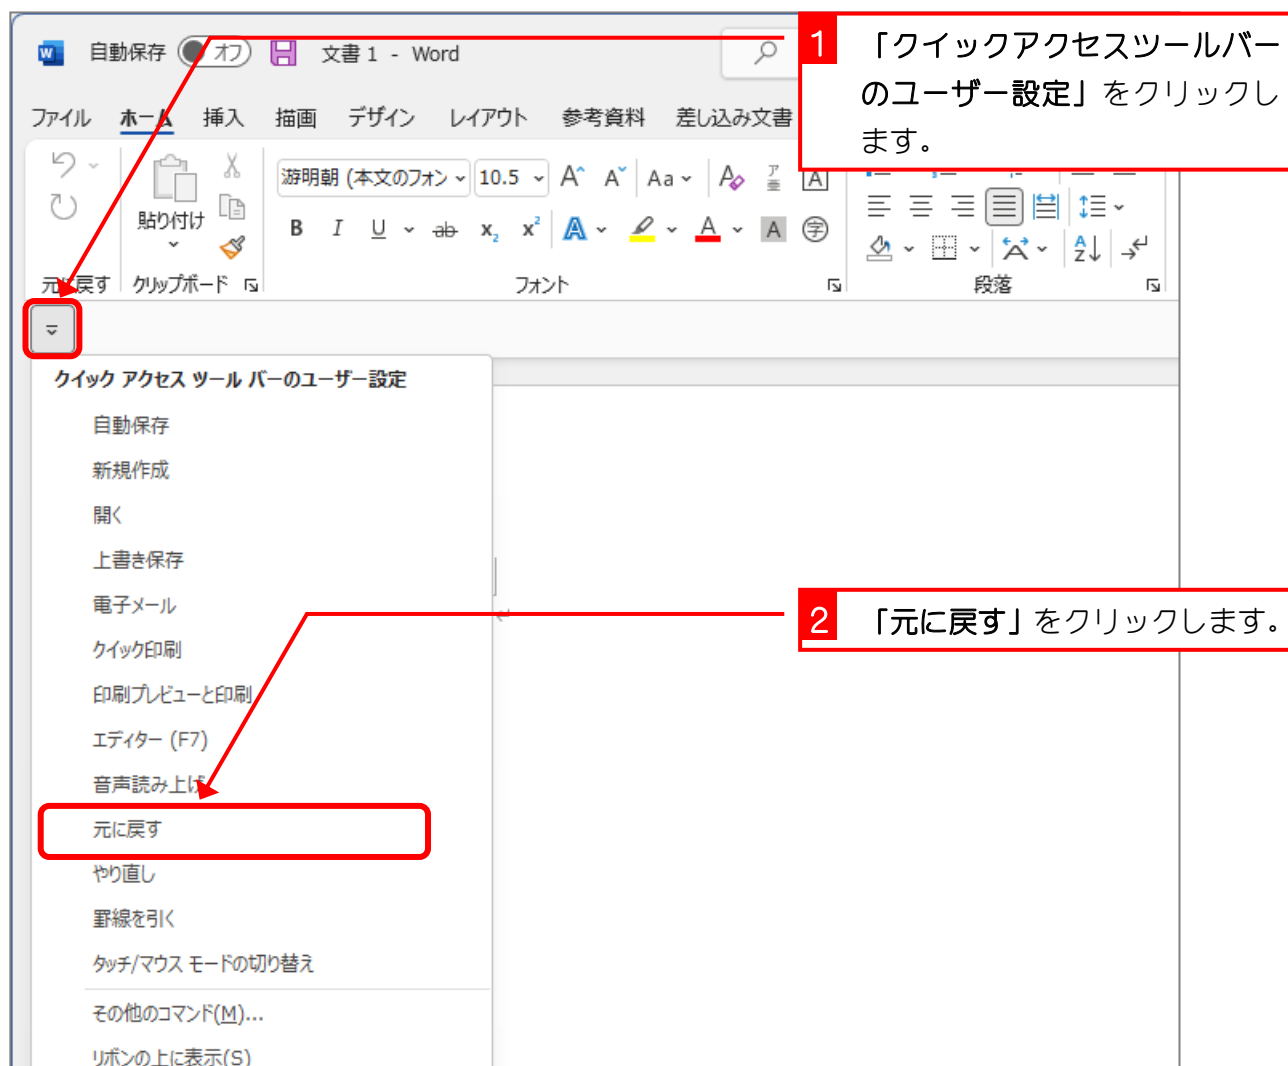 自動保存 オフ 文書 1 - Word
1 「クイックアクセスツールバー
のユーザー設定」をクリックし
ます。
ファイル ホーム 挿入 描画 デザイン レイアウト 参考資料 差し込み文書
游明朝 (本文のフォン 10.5 A A Aa A ア亜 A
貼り付け
B I U ab x₂ x² A A A 字
A Z
元に戻す クリップボード フォント 段落
クイック アクセス ツール バーのユーザー設定
自動保存
新規作成
開く
上書き保存
電子メール
2 「元に戻す」をクリックします。
クイック印刷
印刷プレビューと印刷
エディター (F7)
音声読み上げ
元に戻す
やり直し
罫線を引く
タッチ/マウス モードの切り替え
その他のコマンド(M)...
リボンの上に表示(S)